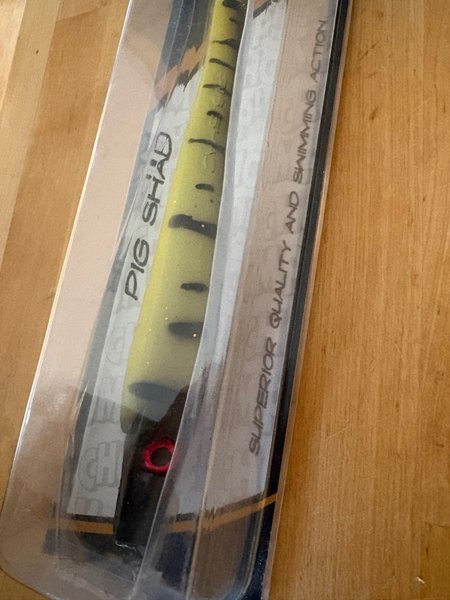 PIG SHAD
SUPERIOR QUALITY AND SWIMMING ACTION